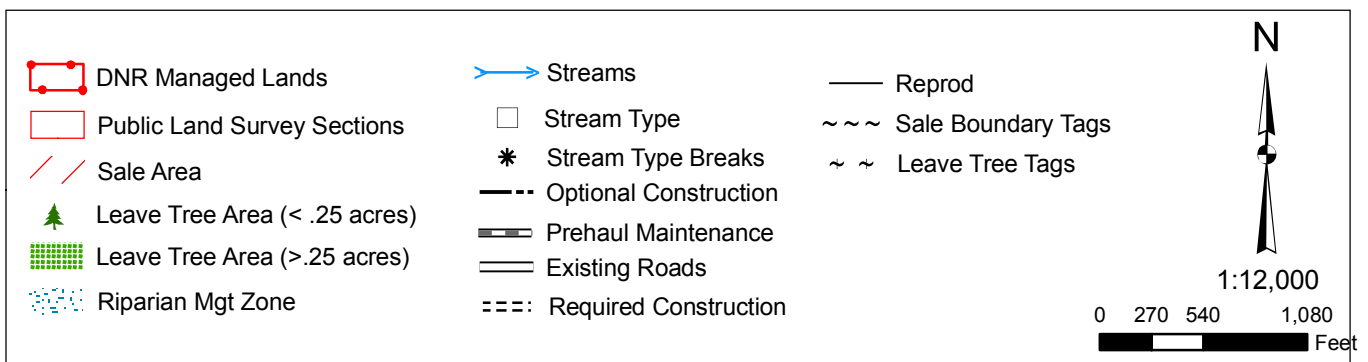 DNR Managed Lands
Public Land Survey Sections
Sale Area
Leave Tree Area (< .25 acres)
Leave Tree Area (>.25 acres)
Riparian Mgt Zone
Streams
Stream Type
Stream Type Breaks
Optional Construction
Prehaul Maintenance
Existing Roads
Required Construction
Reprod
Sale Boundary Tags
Leave Tree Tags
N
1:12,000
0 270 540 1,080
Feet